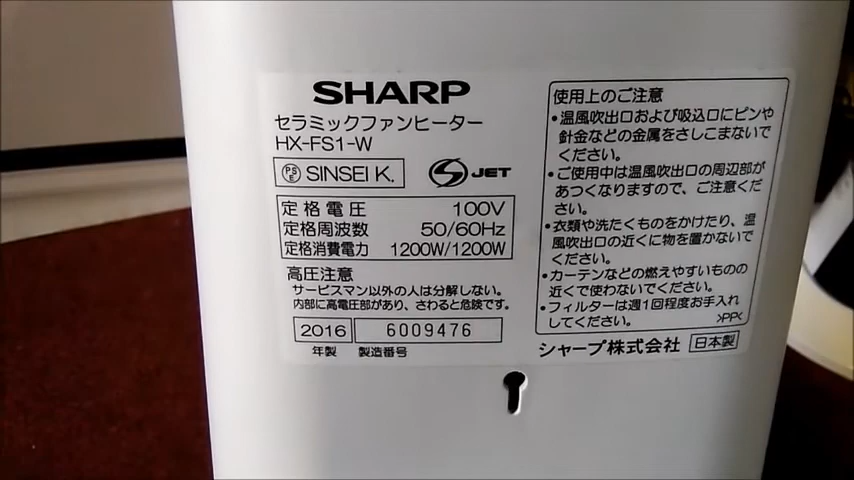 SHARP
セラミックファンヒーター
HX-FS1-W
PS E SINSEI K. S JET
定格電圧 100V
定格周波数 50/60Hz
定格消費電力 1200W/1200W
高圧注意
サービスマン以外の人は分解しない。
内部に高電圧部があり、さわると危険です。
2016 6009476
年製 製造番号
使用上のご注意
•温風吹出口および吸込口にピンや
針金などの金属をさしこまないで
ください。
•ご使用中は温風吹出口の周辺部が
あつくなりますので、ご注意くだ
さい。
•衣類や洗たくものをかけたり、温
風吹出口の近くに物を置かないで
ください。
•カーテンなどの燃えやすいものの
近くで使わないでください。
•フィルターは週1回程度お手入れ
してください。 >PP<
シャープ株式会社 日本製